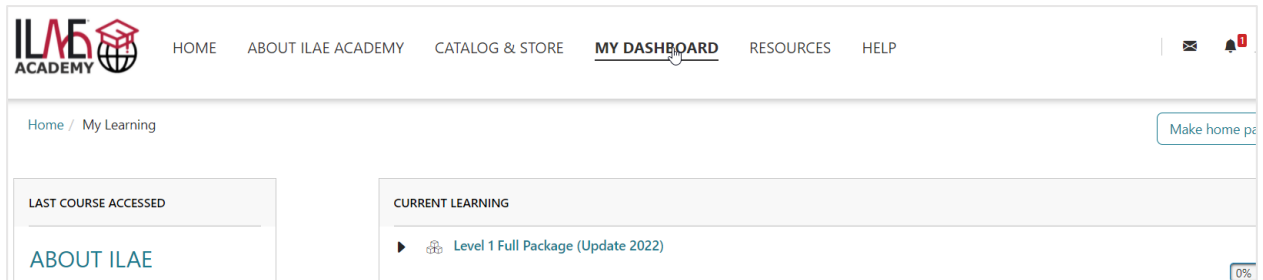 ILAE
ACADEMY
HOME ABOUT ILAE ACADEMY CATALOG & STORE MY DASHBOARD RESOURCES HELP
1
Home / My Learning
Make home pa
LAST COURSE ACCESSED
CURRENT LEARNING
Level 1 Full Package (Update 2022)
ABOUT ILAE
0%